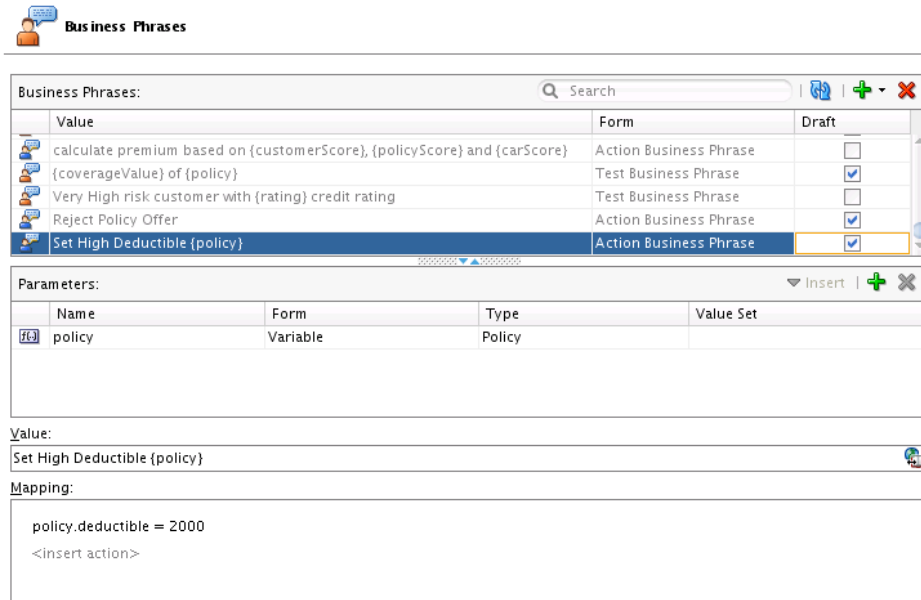 Business Phrases
Business Phrases:
Search
Value Form Draft
calculate premium based on {customerScore}, {policyScore} and {carScore} Action Business Phrase
{coverageValue} of {policy} Test Business Phrase
Very High risk customer with {rating} credit rating Test Business Phrase
Reject Policy Offer Action Business Phrase
Set High Deductible {policy} Action Business Phrase
Parameters:
Insert
Name Form Type Value Set
f(x) policy Variable Policy
Value:
Set High Deductible {policy}
Mapping:
policy.deductible = 2000
<insert action>